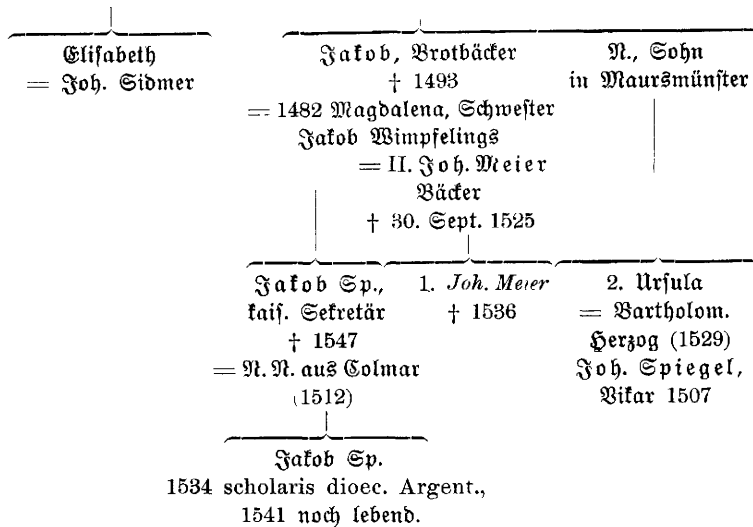 Elisabeth
= Joh. Sidmer
Jakob, Brotbäcker
† 1493
= 1482 Magdalena, Schwester
Jakob Wimpfelings
= II. Joh. Meier
Bäcker
† 30. Sept. 1525
N., Sohn
in Maursmünster
Jakob Sp.,
kais. Sekretär
† 1547
= N. N. aus Colmar
(1512)
1. Joh. Meier
† 1536
2. Ursula
= Bartholom.
Herzog (1529)
Joh. Spiegel,
Vikar 1507
Jakob Sp.
1534 scholaris dioec. Argent.,
1541 noch lebend.